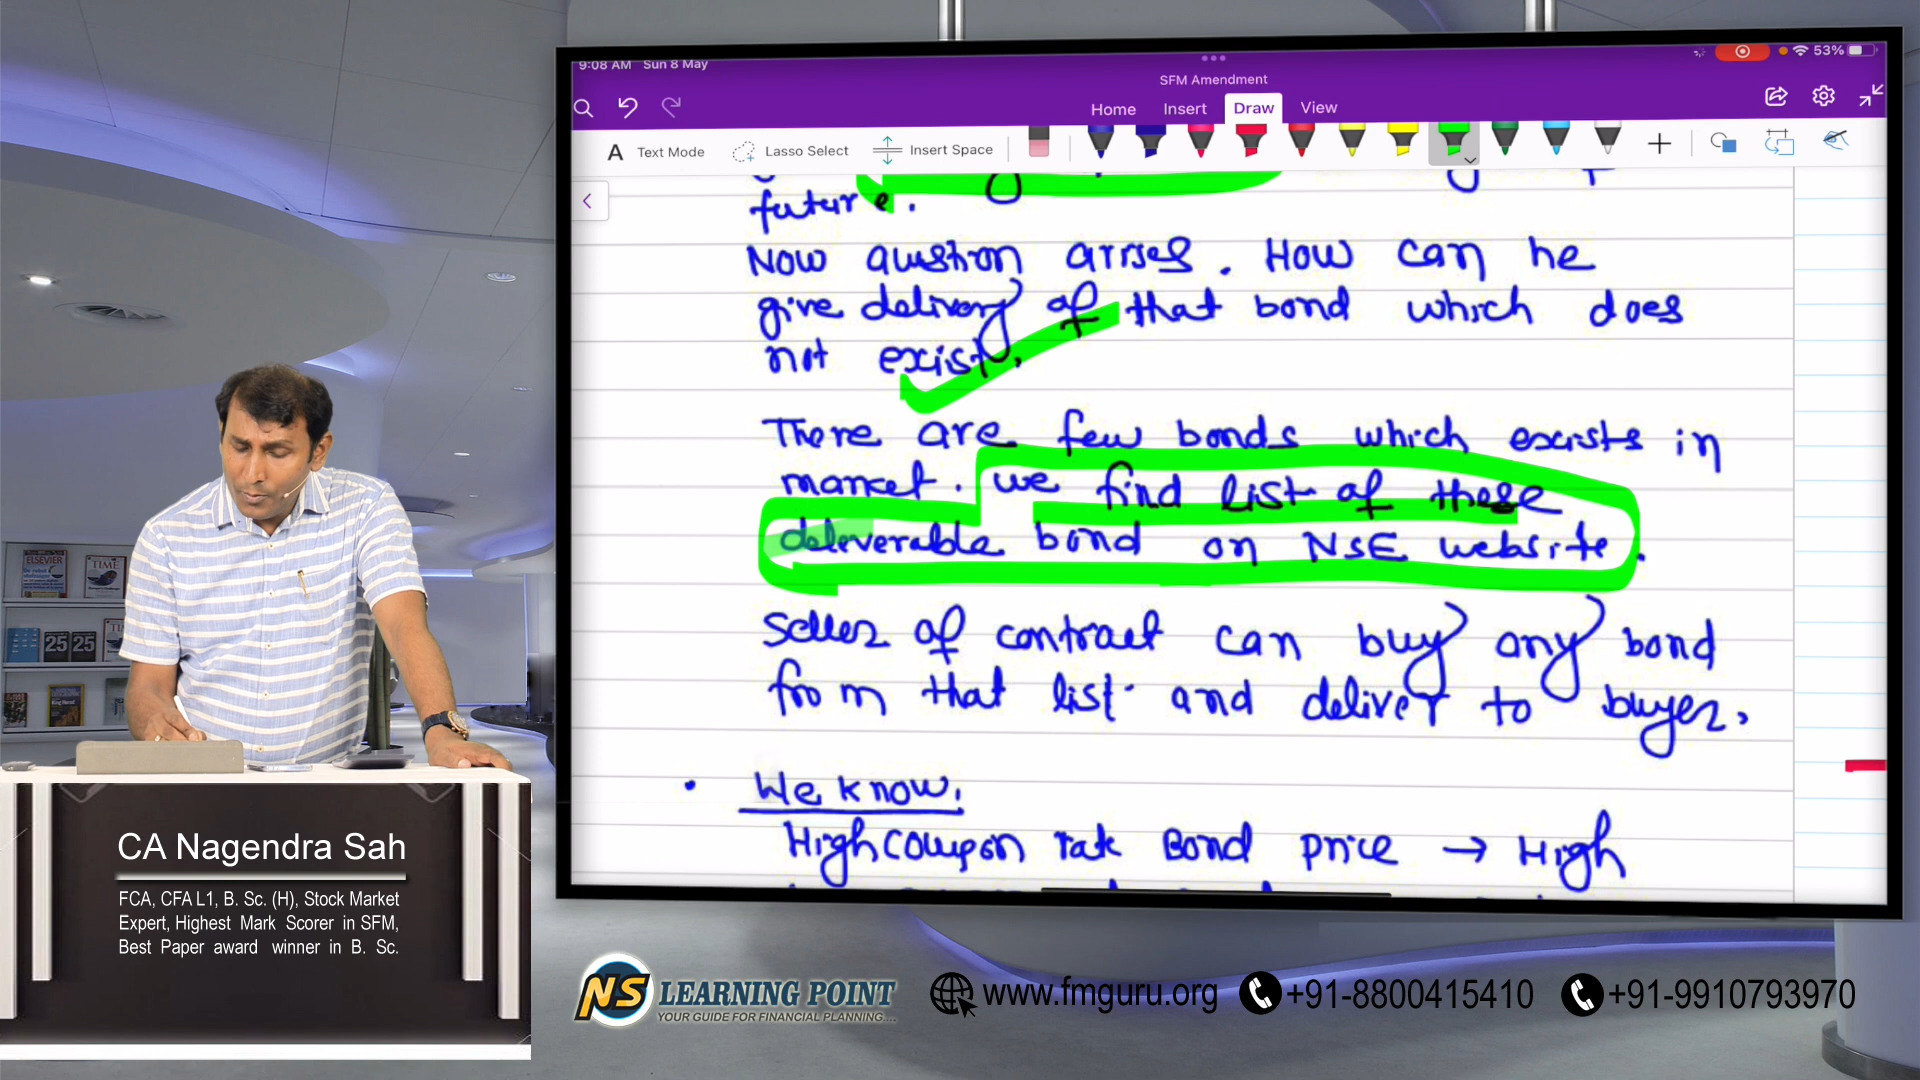 9:08 AM Sun 8 May
53%
SFM Amendment
Home Insert Draw View
A Text Mode Lasso Select Insert Space
future.
Now question arises. How can he
give delivery of that bond which does
not exist.
There are few bonds which exists in
market. we find list of these
deleverable bond on NSE website.
Seller of contract can buy any bond
from that list and deliver to buyer.
• We know.
High coupon rate Bond price → High
ELSEVIER
TIME
25 25
CA Nagendra Sah
FCA, CFA L1, B. Sc. (H), Stock Market
Expert, Highest Mark Scorer in SFM,
Best Paper award winner in B. Sc.
NS LEARNING POINT
YOUR GUIDE FOR FINANCIAL PLANNING....
www.fmguru.org +91-8800415410 +91-9910793970